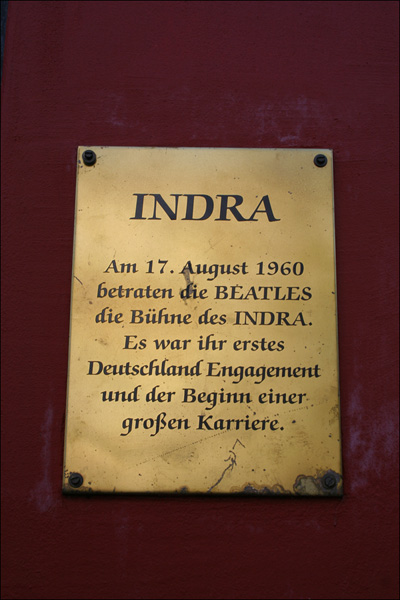 INDRA
Am 17. August 1960
betraten die BEATLES
die Bühne des INDRA.
Es war ihr erstes
Deutschland Engagement
und der Beginn einer
großen Karriere.